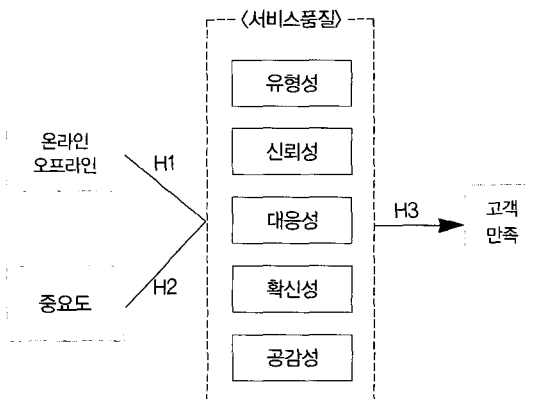 〈서비스품질〉
유형성
온라인
오프라인
H1
신뢰성
대응성
H3
고객
만족
중요도
H2
확신성
공감성